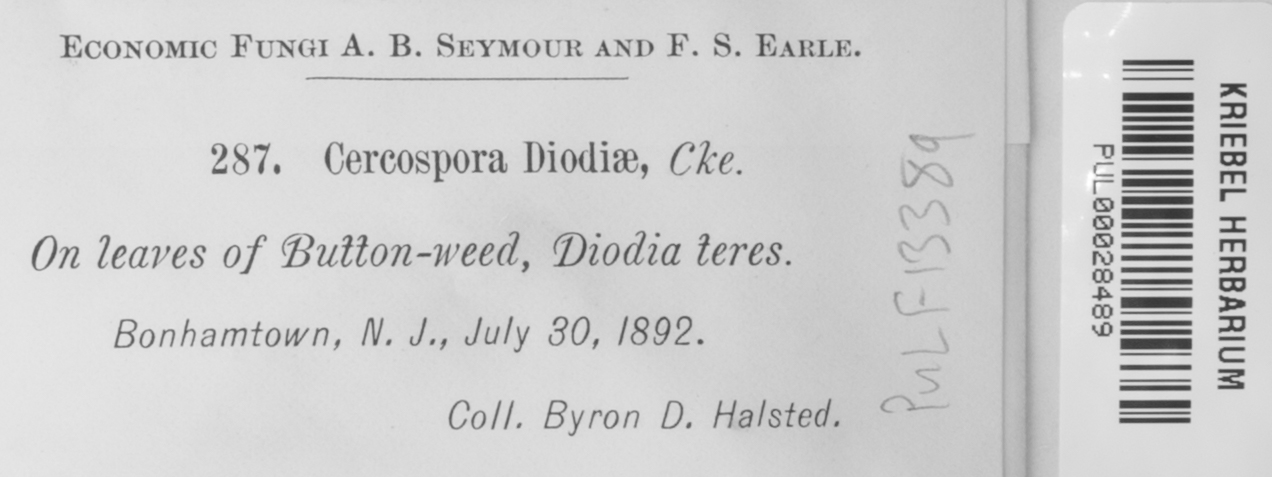 ECONOMIC FUNGI A. B. SEYMOUR AND F. S. EARLE.
287. Cercospora Diodiæ, Cke.
On leaves of Button-weed, Diodia teres.
Bonhamtown, N. J., July 30, 1892.
Coll. Byron D. Halsted.
PUL F13389
PUL00028489
KRIEBEL HERBARIUM